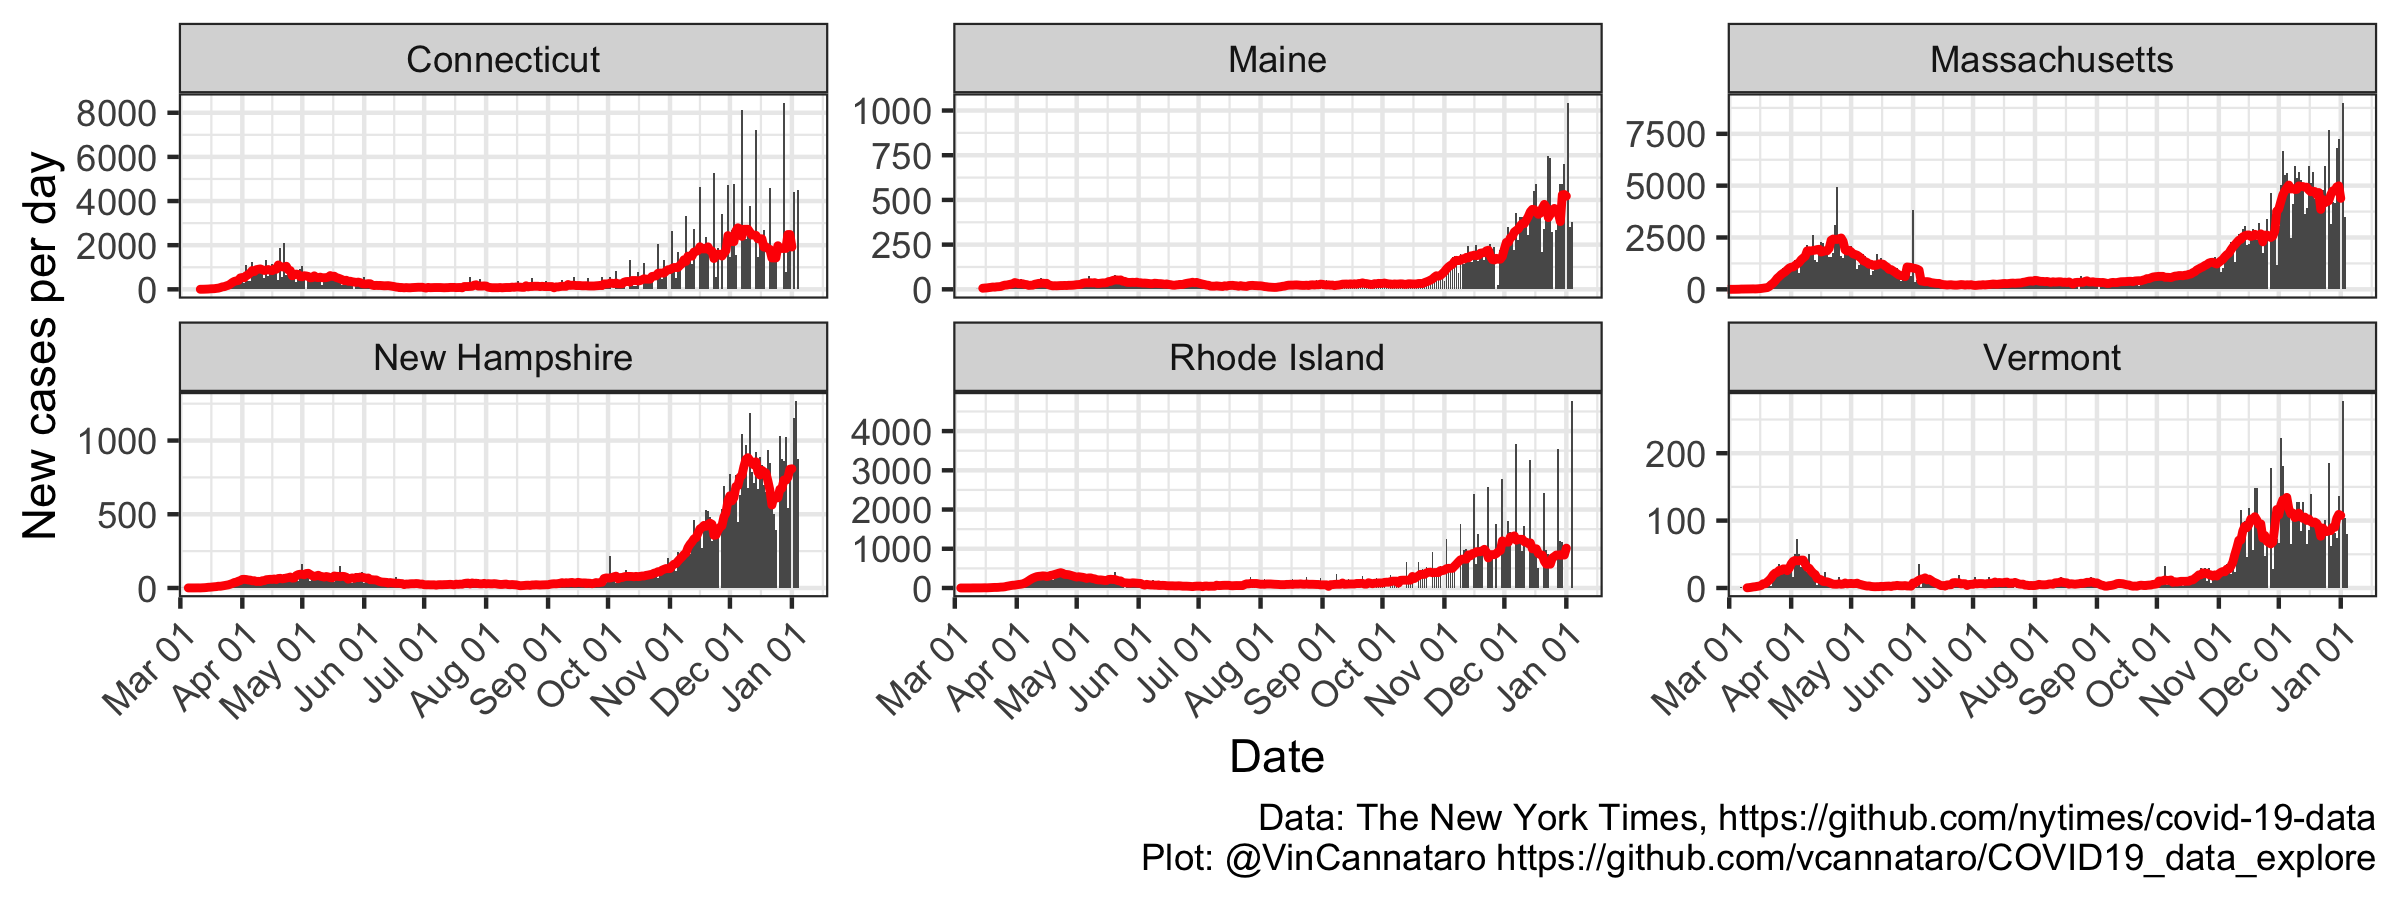 Connecticut
Maine
Massachusetts
New cases per day
8000
6000
4000
2000
0
1000
750
500
250
0
7500
5000
2500
0
New Hampshire
Rhode Island
Vermont
1000
500
0
4000
3000
2000
1000
0
200
100
0
Mar 01 Apr 01 May 01 Jun 01 Jul 01 Aug 01 Sep 01 Oct 01 Nov 01 Dec 01 Jan 01
Mar 01 Apr 01 May 01 Jun 01 Jul 01 Aug 01 Sep 01 Oct 01 Nov 01 Dec 01 Jan 01
Mar 01 Apr 01 May 01 Jun 01 Jul 01 Aug 01 Sep 01 Oct 01 Nov 01 Dec 01 Jan 01
Date
Data: The New York Times, https://github.com/nytimes/covid-19-data
Plot: @VinCannataro https://github.com/vcannataro/COVID19_data_explore